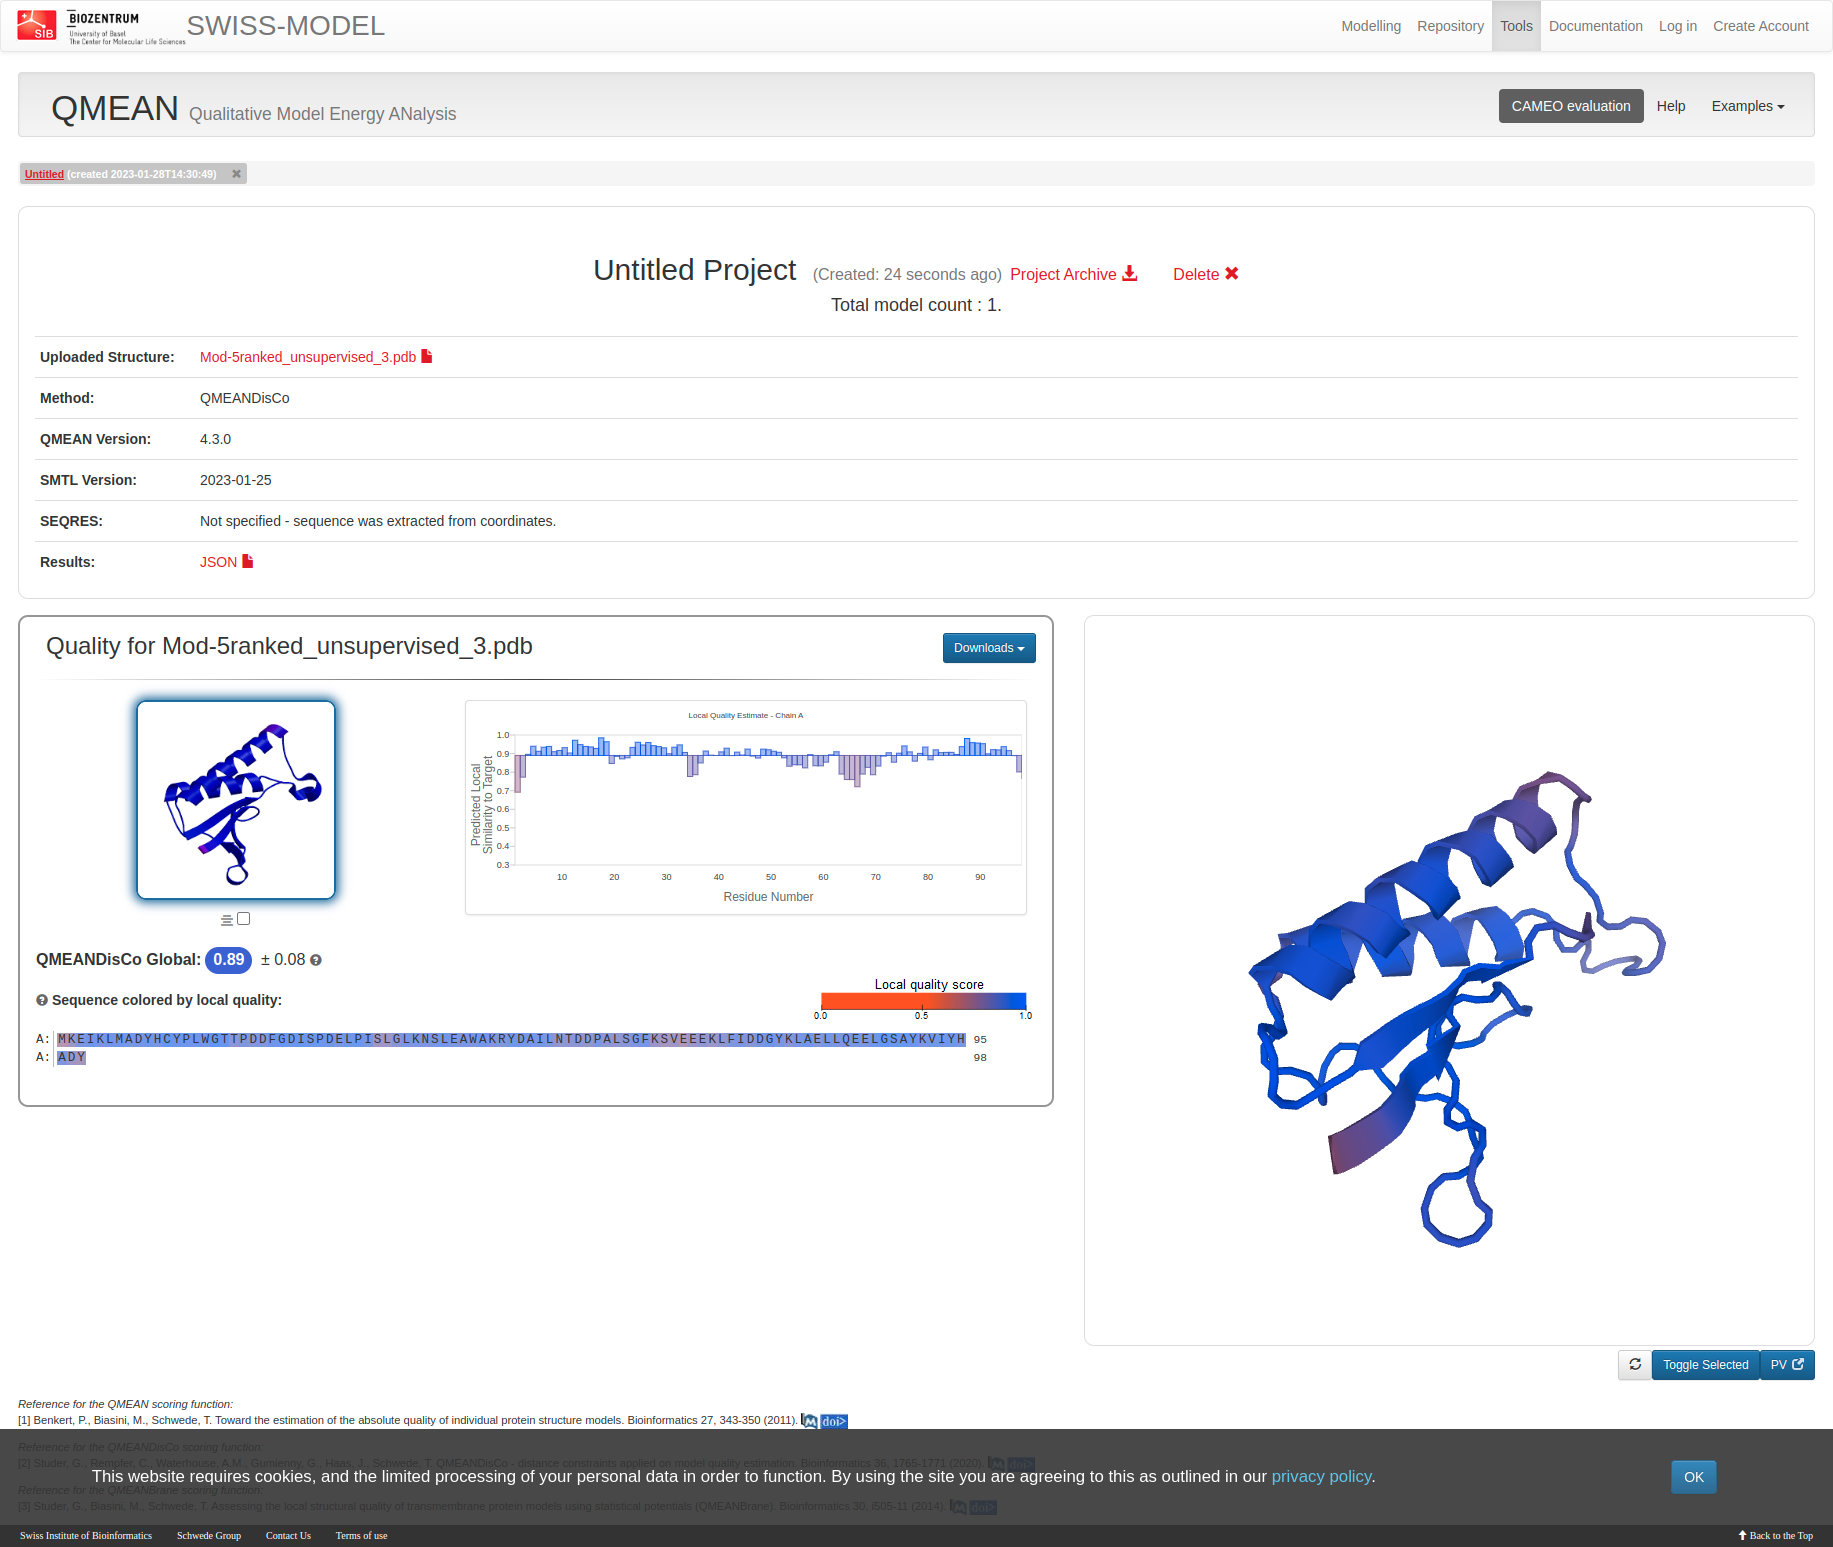 SIB
BIOZENTRUM
University of Basel
The Center for Molecular Life Sciences
SWISS-MODEL
Modelling
Repository
Tools
Documentation
Log in
Create Account
QMEAN Qualitative Model Energy ANalysis
CAMEO evaluation
Help
Examples
Untitled (created 2023-01-28T14:30:49)
Untitled Project (Created: 24 seconds ago) Project Archive Delete
Total model count : 1.
Uploaded Structure: Mod-5ranked_unsupervised_3.pdb
Method: QMEANDisCo
QMEAN Version: 4.3.0
SMTL Version: 2023-01-25
SEQRES: Not specified - sequence was extracted from coordinates.
Results: JSON
Quality for Mod-5ranked_unsupervised_3.pdb
Downloads
Local Quality Estimate - Chain A
Predicted Local
Similarity to Target
1.0
0.9
0.8
0.7
0.6
0.5
0.4
0.3
10 20 30 40 50 60 70 80 90
Residue Number
QMEANDisCo Global: 0.89 ± 0.08
Sequence colored by local quality:
Local quality score
0.0 0.5 1.0
A: MKEIKLMADYHCYPLWGTTPDDFGDISPDELPISLGLKNSLEAWAKRYDAILNTDDPALSGFKSVEEEKLFIDDGYKLAELLQEELGSAYKVIYH 95
A: ADY 98
Toggle Selected
PV
Reference for the QMEAN scoring function:
[1] Benkert, P., Biasini, M., Schwede, T. Toward the estimation of the absolute quality of individual protein structure models. Bioinformatics 27, 343-350 (2011). M doi>
Reference for the QMEANDisCo scoring function:
[2] Studer, G., Rempfer, C., Waterhouse, A.M., Gumienny, G., Haas, J., Schwede, T. QMEANDisCo - distance constraints applied on model quality estimation. Bioinformatics 36, 1765-1771 (2020). M doi>
This website requires cookies, and the limited processing of your personal data in order to function. By using the site you are agreeing to this as outlined in our privacy policy.
OK
Reference for the QMEANBrane scoring function:
[3] Studer, G., Biasini, M., Schwede, T. Assessing the local structural quality of transmembrane protein models using statistical potentials (QMEANBrane). Bioinformatics 30, i505-11 (2014). M doi>
Swiss Institute of Bioinformatics
Schwede Group
Contact Us
Terms of use
Back to the Top